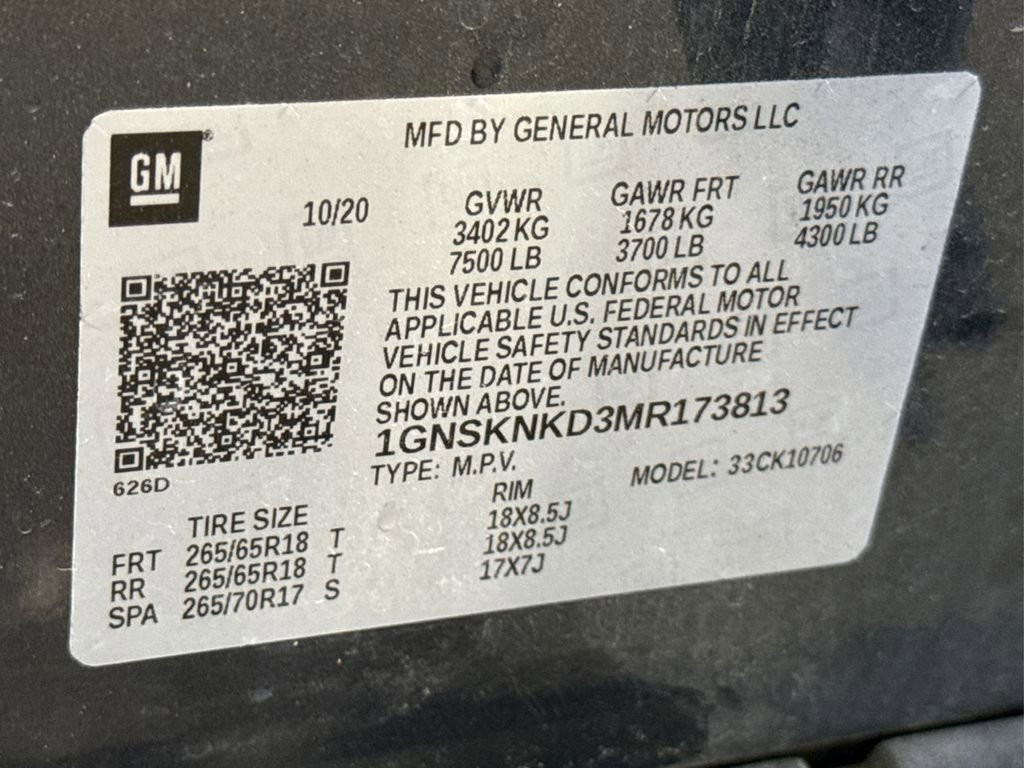 GM®
MFD BY GENERAL MOTORS LLC
10/20
GVWR GAWR FRT GAWR RR
3402 KG 1678 KG 1950 KG
7500 LB 3700 LB 4300 LB
THIS VEHICLE CONFORMS TO ALL
APPLICABLE U.S. FEDERAL MOTOR
VEHICLE SAFETY STANDARDS IN EFFECT
ON THE DATE OF MANUFACTURE
SHOWN ABOVE.
1GNSKNKD3MR173813
TYPE: M.P.V. MODEL: 33CK10706
626D
TIRE SIZE RIM
FRT 265/65R18 T 18X8.5J
RR 265/65R18 T 18X8.5J
SPA 265/70R17 S 17X7J